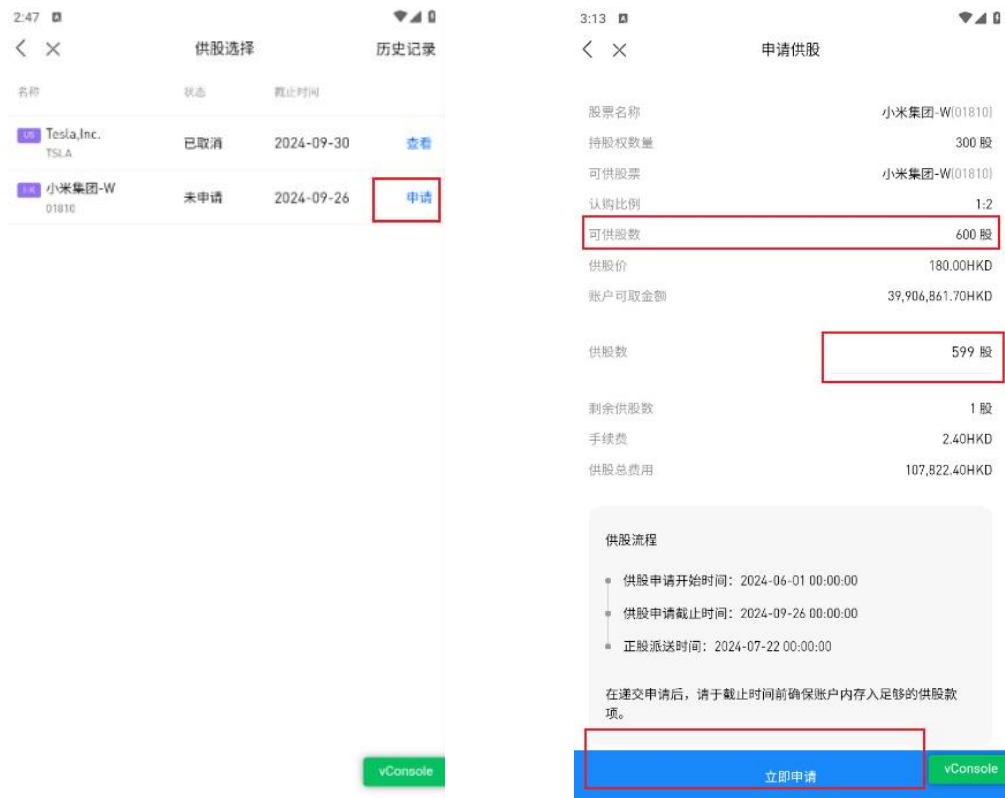 2:47
供股选择
历史记录
名称 状态 截止时间
US Tesla,Inc. 已取消 2024-09-30 查看
TSLA
HK 小米集团-W 未申请 2024-09-26 申请
01810
vConsole
3:13
申请供股
股票名称 小米集团-W(01810)
持股权数量 300 股
可供股票 小米集团-W(01810)
认购比例 1:2
可供股数 600 股
供股价 180.00HKD
账户可取金额 39,906,861.70HKD
供股数 599 股
剩余供股数 1 股
手续费 2.40HKD
供股总费用 107,822.40HKD
供股流程
供股申请开始时间：2024-06-01 00:00:00
供股申请截止时间：2024-09-26 00:00:00
正股派送时间：2024-07-22 00:00:00
在递交申请后，请于截止时间前确保账户内存入足够的供股款
项。
立即申请
vConsole